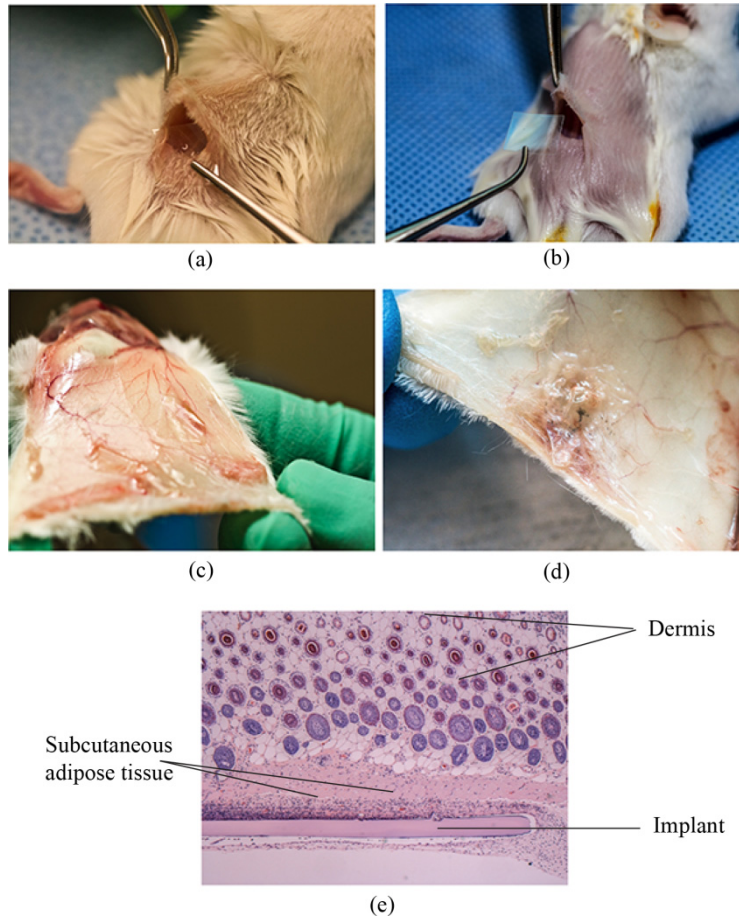 (a)
(b)
(c)
(d)
Dermis
Subcutaneous
adipose tissue
Implant
(e)